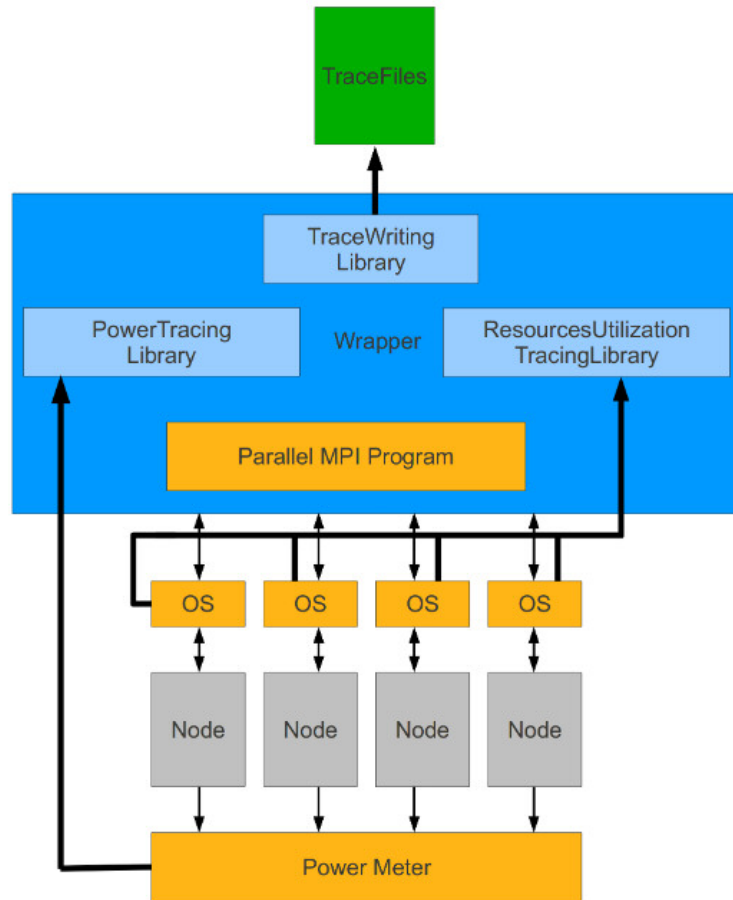 TraceFiles
TraceWriting
Library
PowerTracing
Library
Wrapper
ResourcesUtilization
TracingLibrary
Parallel MPI Program
OS
OS
OS
OS
Node
Node
Node
Node
Power Meter